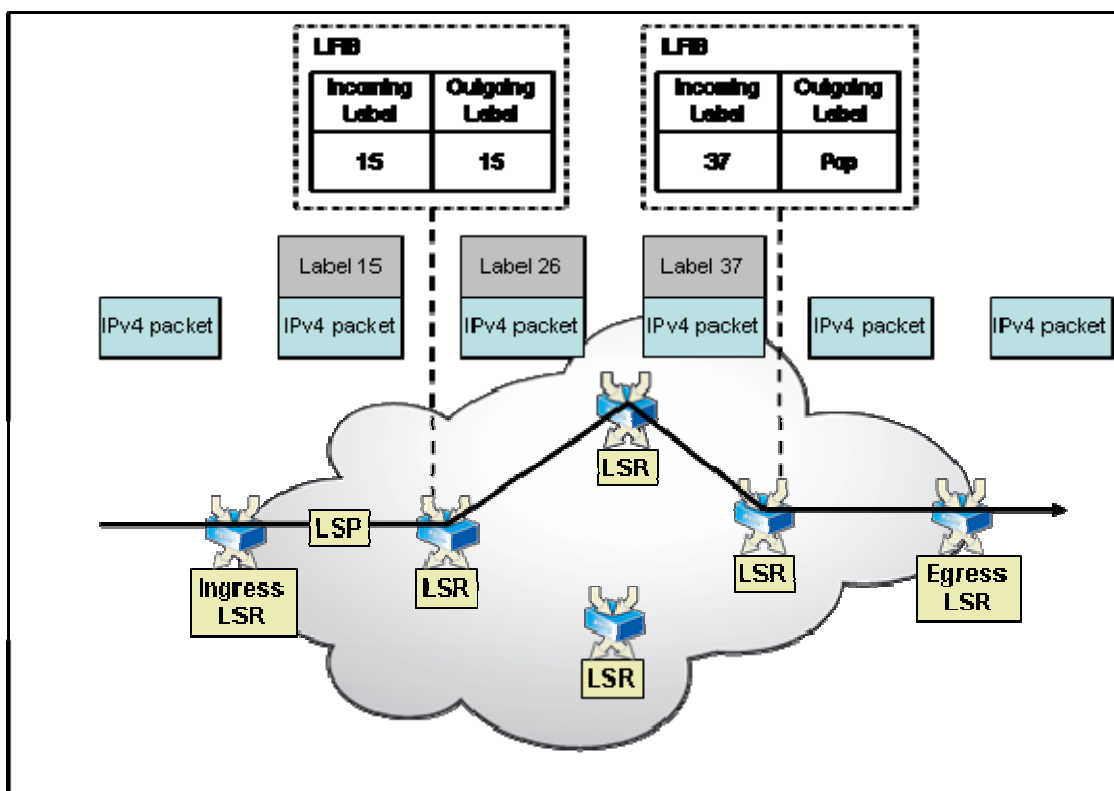 LFIB
Incoming Label
Outgoing Label
15
15
LFIB
Incoming Label
Outgoing Label
37
Pop
Label 15
Label 26
Label 37
IPv4 packet
IPv4 packet
IPv4 packet
IPv4 packet
IPv4 packet
IPv4 packet
LSR
LSP
Ingress
LSR
LSR
LSR
Egress
LSR
LSR